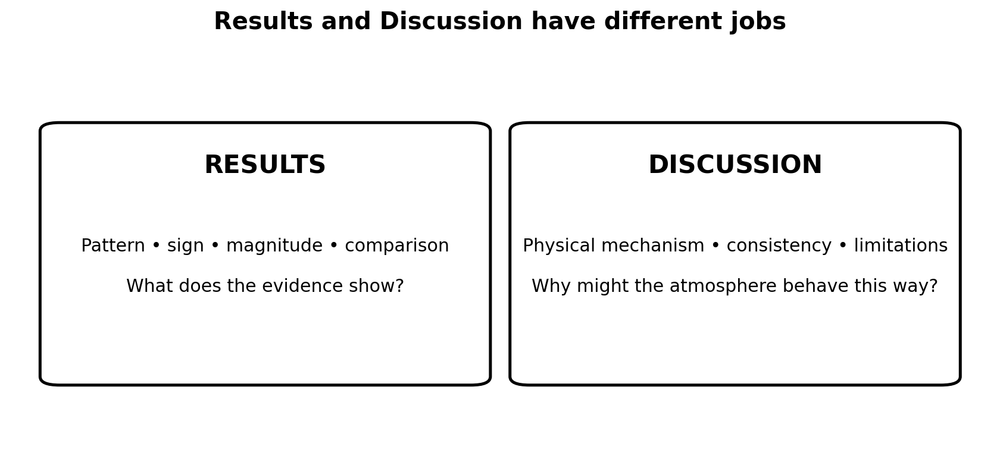 Results and Discussion have different jobs
RESULTS
Pattern • sign • magnitude • comparison
What does the evidence show?
DISCUSSION
Physical mechanism • consistency • limitations
Why might the atmosphere behave this way?